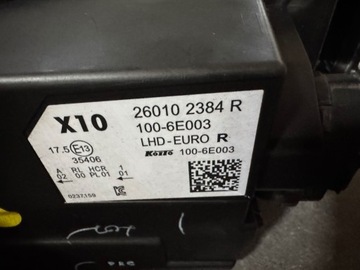 X10
26010 2384 R
100-6E003
LHD-EURO R
Koito 100-6E003
17.5 E13
35406
A RL HCR 1
02 00 PL01 01
0237159